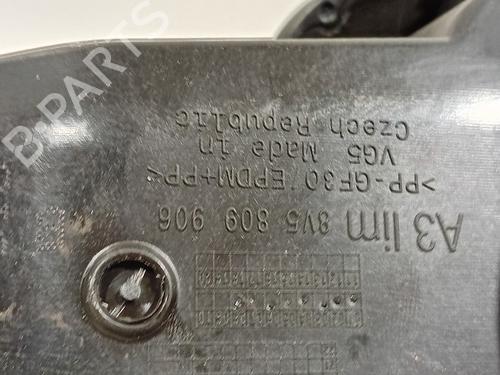 A3 lim 8V5 809 906
>PP-GF30/EPDM+PP<
VG5 Made in
Czech Republic
B-PARTS